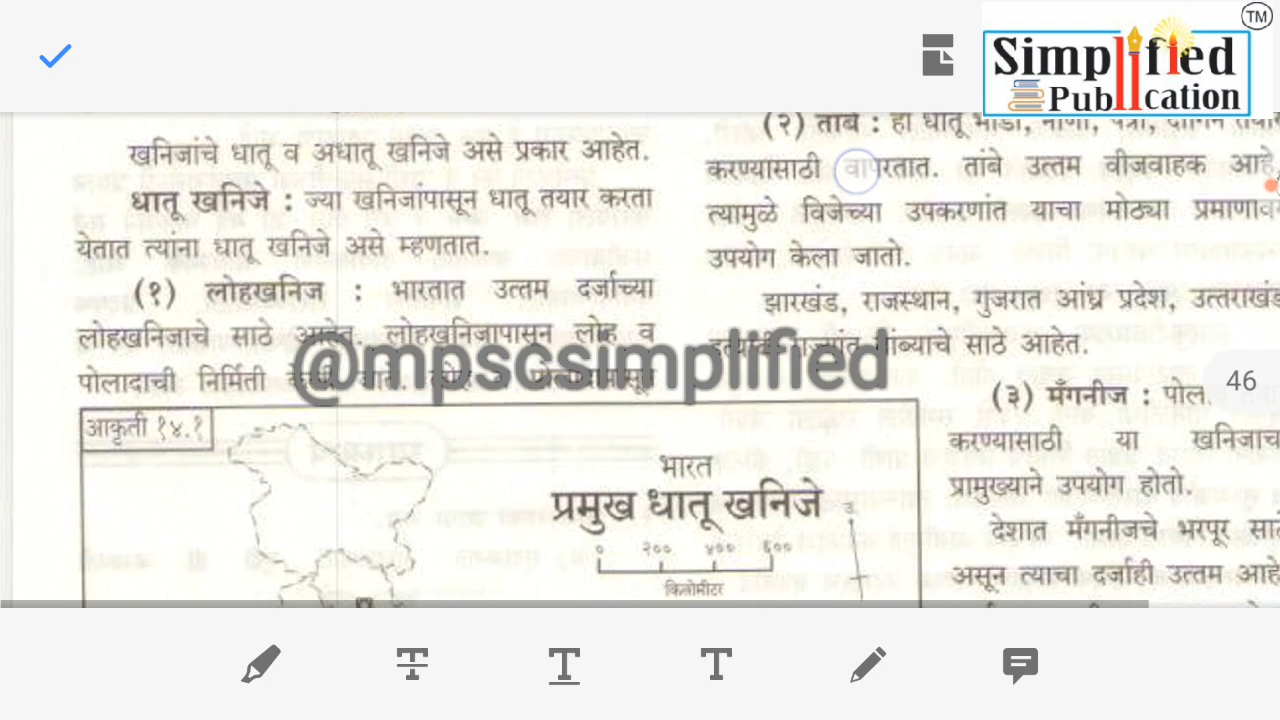 TM
Simplified
Publication
खनिजांचे धातू व अधातू खनिजे असे प्रकार आहेत.
धातू खनिजे : ज्या खनिजांपासून धातू तयार करता
येतात त्याना धातू खनिजे असे म्हणतात.
(१) लोहखनिज : भारतात उत्तम दर्जाच्या
लोहखनिजाचे साठे आहेत. लोहखनिजापासून लोह व
पोलादाची निर्मिती
@mpscsimplified
(२) तांबे : हा धातू भांडी, नाणी, पत्रा, दागिने तयार
करण्यासाठी वापरतात. तांबे उत्तम वीजवाहक आहे,
त्यामुळे विजेच्या उपकरणांत याचा मोठ्या प्रमाणाव
उपयोग केला जातो.
झारखंड, राजस्थान, गुजरात आंध्र प्रदेश, उत्तराखंड
साठे आहेत.
46
(३) मँगनीज : पोल
करण्यासाठी या खनिजाच
प्रामुख्याने उपयोग होतो.
देशात मँगनीजचे भरपूर साठ
असून त्याचा दर्जाही उत्तम आहे
आकृती १४.१
भारत
प्रमुख धातू खनिजे
० २०० ४०० ६००
किलोमीटर